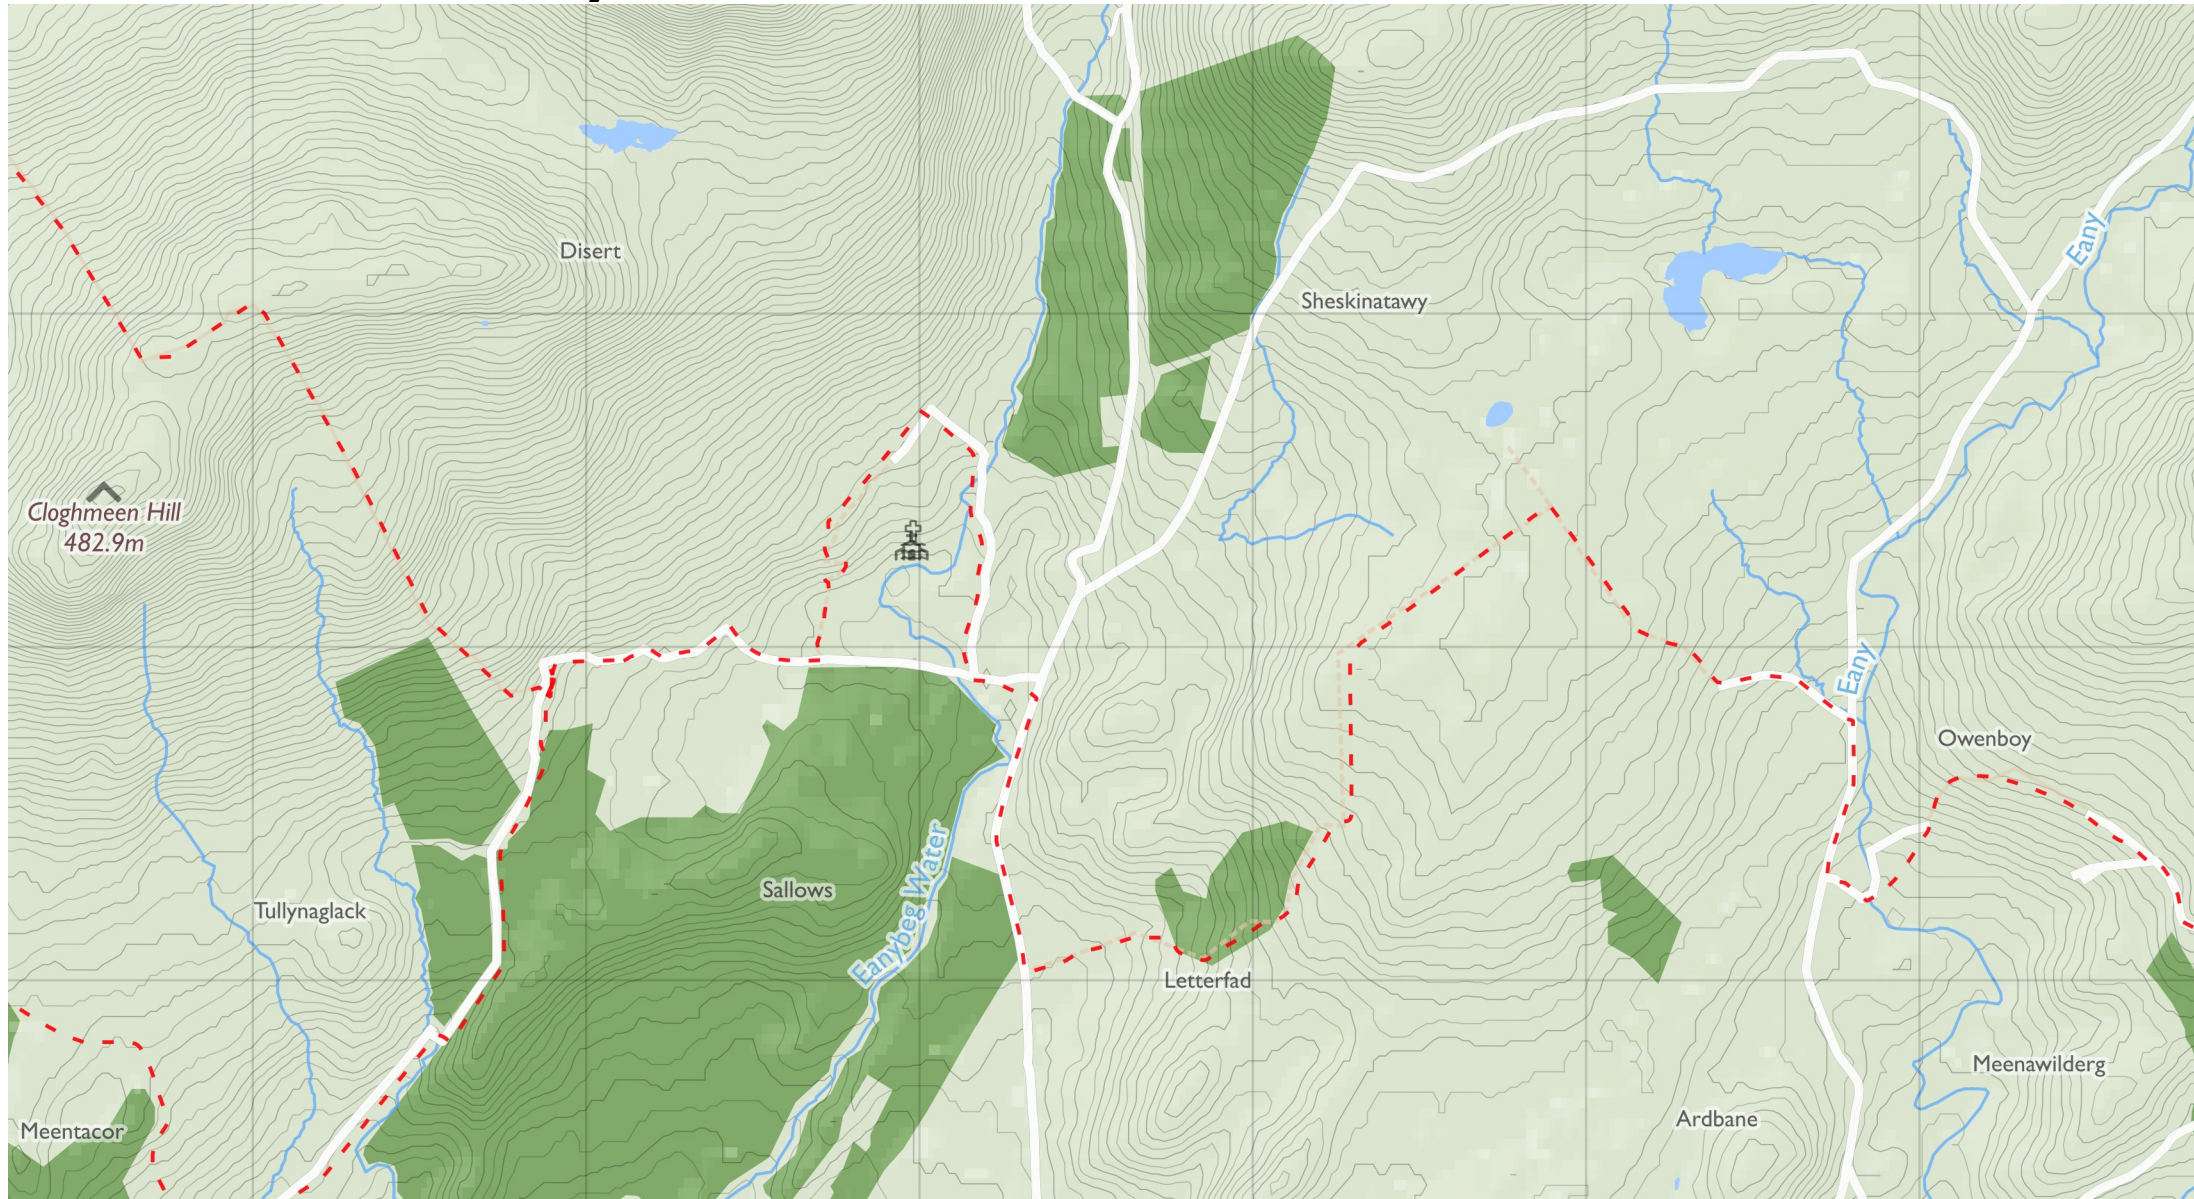 Disert
Eany
Sheskinatawy
Cloghmeen Hill
482.9m
Eany
Owenboy
Sallows
Eanybeg Water
Tullynaglack
Letterfad
Meenawilderg
Ardbane
Meentacor